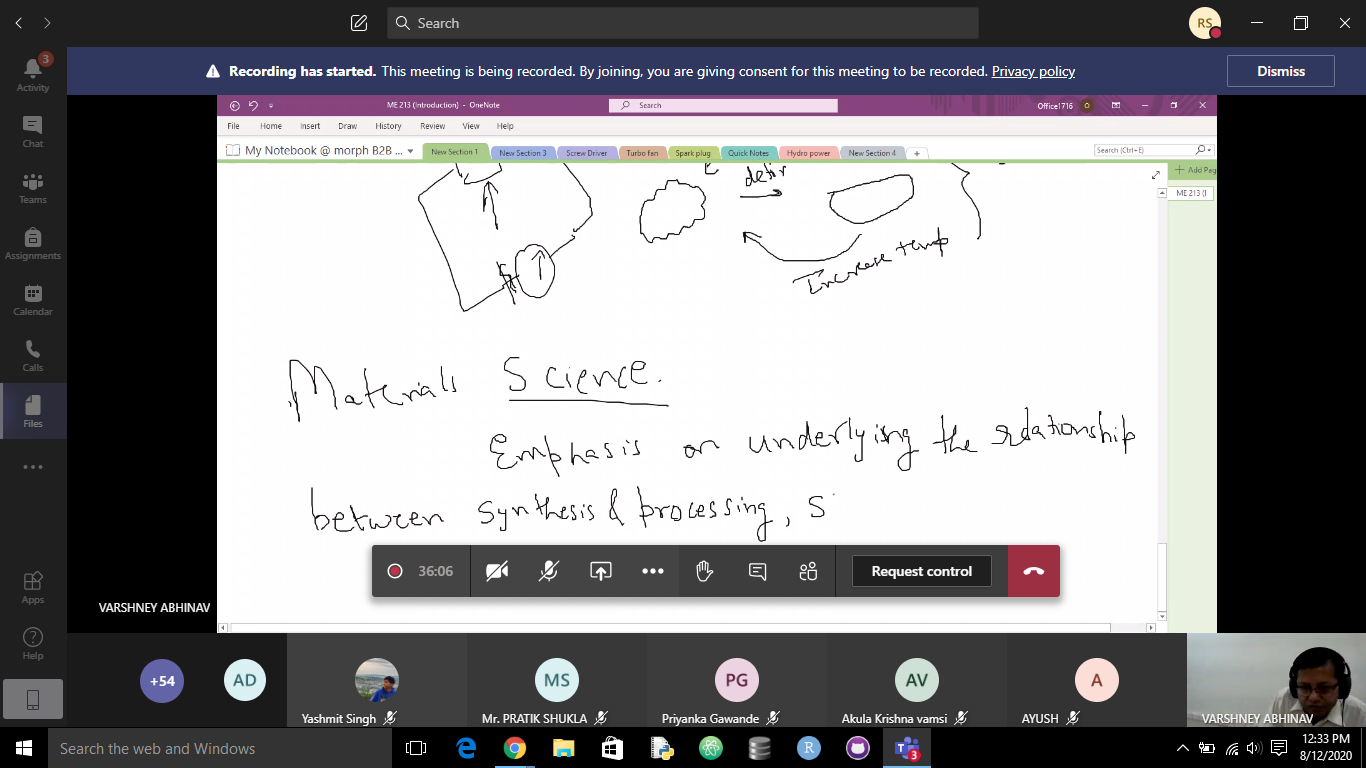 Search
RS
3
Activity
Recording has started. This meeting is being recorded. By joining, you are giving consent for this meeting to be recorded. Privacy policy
Dismiss
ME 213 (Introduction) - OneNote
Search
Office1716
O
File Home Insert Draw History Review View Help
My Notebook @ morph B2B ...
New Section 1
New Section 3
Screw Driver
Turbo fan
Spark plug
Quick Notes
Hydro power
New Section 4
+
Search (Ctrl+E)
+ Add Pag
ME 213 (I
Chat
Teams
Assignments
Calendar
Calls
Files
Apps
Help
Increase temp
Materials Science.
Emphasis on underlying the relationship
between synthesis & processing, s
36:06
Request control
VARSHNEY ABHINAV
+54
AD
Yashmit Singh
MS
Mr. PRATIK SHUKLA
PG
Priyanka Gawande
AV
Akula Krishna vamsi
A
AYUSH
VARSHNEY ABHINAV
Search the web and Windows
R
3
12:33 PM
8/12/2020